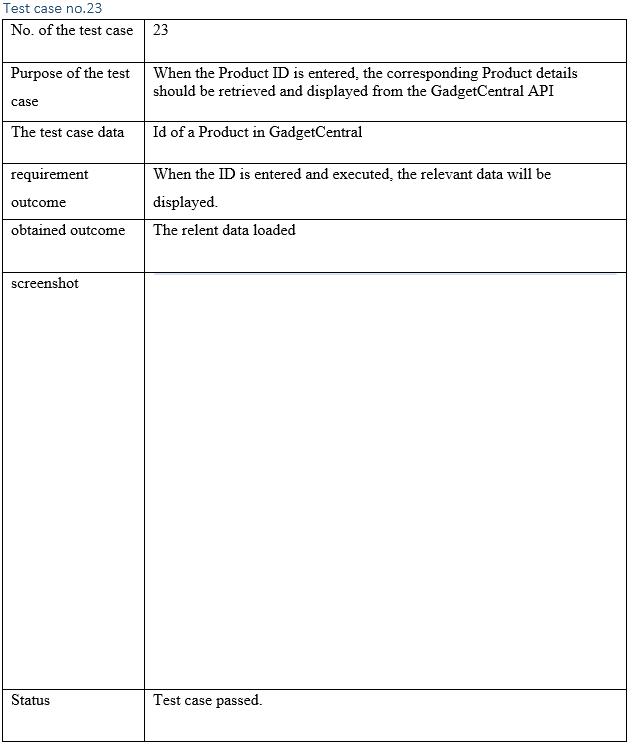 Test case no.23
No. of the test case 23
Purpose of the test case When the Product ID is entered, the corresponding Product details
should be retrieved and displayed from the GadgetCentral API
The test case data Id of a Product in GadgetCentral
requirement outcome When the ID is entered and executed, the relevant data will be
displayed.
obtained outcome The relent data loaded
screenshot
Status Test case passed.